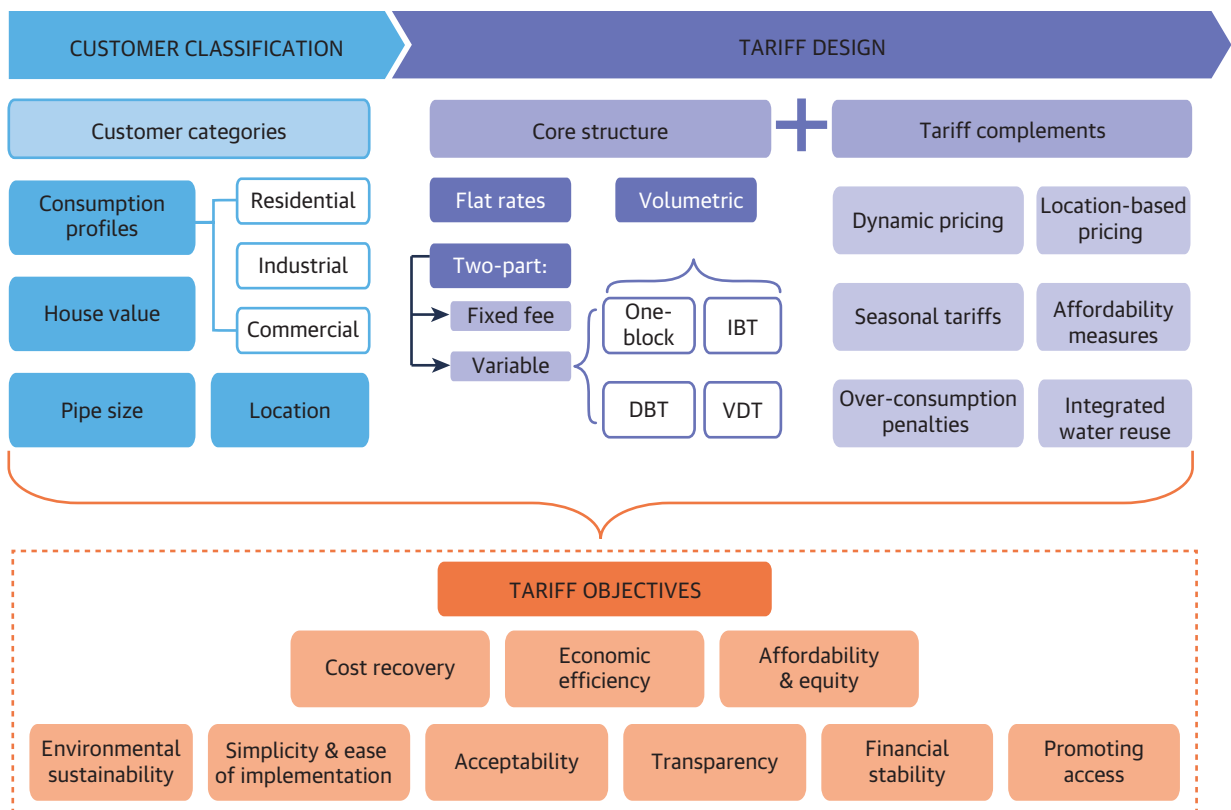 CUSTOMER CLASSIFICATION
TARIFF DESIGN
Customer categories
Core structure
Tariff complements
Consumption
profiles
Residential
Industrial
Commercial
House value
Pipe size
Location
Flat rates
Volumetric
Two-part:
Fixed fee
Variable
One-
block
IBT
DBT
VDT
Dynamic pricing
Location-based
pricing
Seasonal tariffs
Affordability
measures
Over-consumption
penalties
Integrated
water reuse
TARIFF OBJECTIVES
Cost recovery
Economic
efficiency
Affordability
& equity
Environmental
sustainability
Simplicity & ease
of implementation
Acceptability
Transparency
Financial
stability
Promoting
access